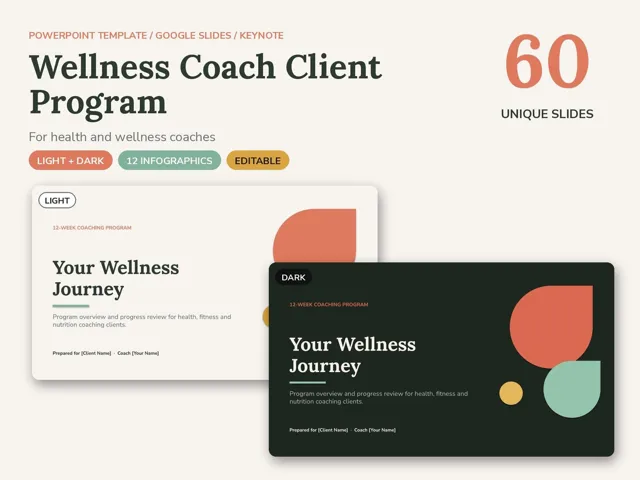 POWERPOINT TEMPLATE / GOOGLE SLIDES / KEYNOTE
Wellness Coach Client
Program
For health and wellness coaches
LIGHT + DARK
12 INFOGRAPHICS
EDITABLE
60
UNIQUE SLIDES
LIGHT
12-WEEK COACHING PROGRAM
Your Wellness
Journey
Program overview and progress review for health, fitness and
nutrition coaching clients.
Prepared for [Client Name] · Coach [Your Name]
DARK
12-WEEK COACHING PROGRAM
Your Wellness
Journey
Program overview and progress review for health, fitness and
nutrition coaching clients.
Prepared for [Client Name] · Coach [Your Name]